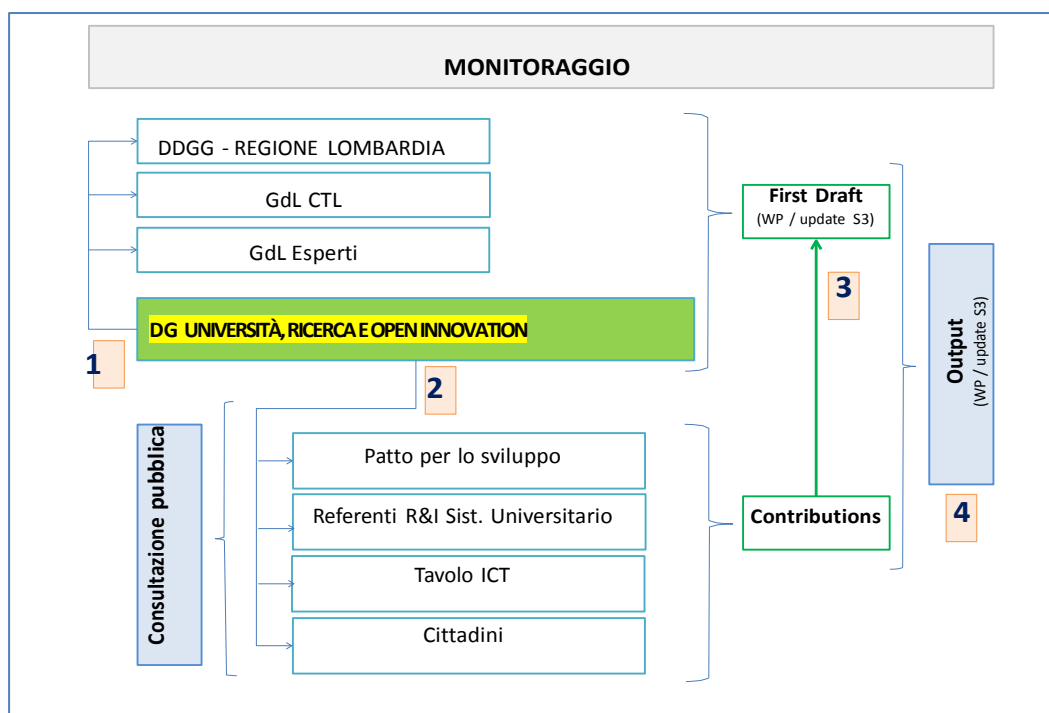 MONITORAGGIO
DDGG - REGIONE LOMBARDIA
GdL CTL
GdL Esperti
DG UNIVERSITÀ, RICERCA E OPEN INNOVATION
1
2
First Draft
(WP / update S3)
3
Output
(WP / update S3)
4
Consultazione pubblica
Patto per lo sviluppo
Referenti R&I Sist. Universitario
Tavolo ICT
Cittadini
Contributions